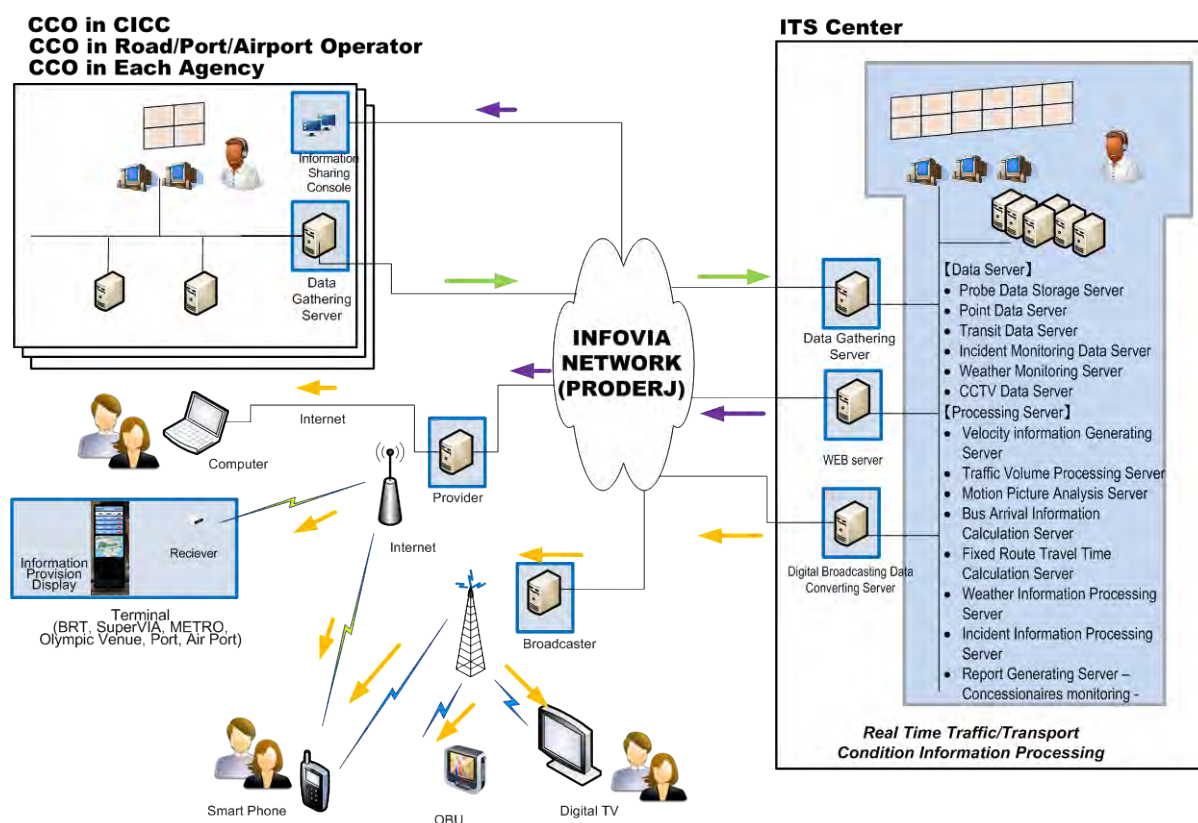 CCO in CICC
CCO in Road/Port/Airport Operator
CCO in Each Agency
Information
Sharing
Console
Data
Gathering
Server
INFOVIA
NETWORK
(PRODERJ)
Internet
Computer
Provider
Reciever
Information
Provision
Display
Internet
Terminal
(BRT, SuperVIA, METRO,
Olympic Venue, Port, Air Port)
Broadcaster
Smart Phone
OBU
Digital TV
ITS Center
Data Gathering
Server
WEB server
Digital Broadcasting Data
Converting Server
【Data Server】
• Probe Data Storage Server
• Point Data Server
• Transit Data Server
• Incident Monitoring Data Server
• Weather Monitoring Server
• CCTV Data Server
【Processing Server】
• Velocity information Generating
Server
• Traffic Volume Processing Server
• Motion Picture Analysis Server
• Bus Arrival Information
Calculation Server
• Fixed Route Travel Time
Calculation Server
• Weather Information Processing
Server
• Incident Information Processing
Server
• Report Generating Server –
Concessionaires monitoring -
Real Time Traffic/Transport
Condition Information Processing